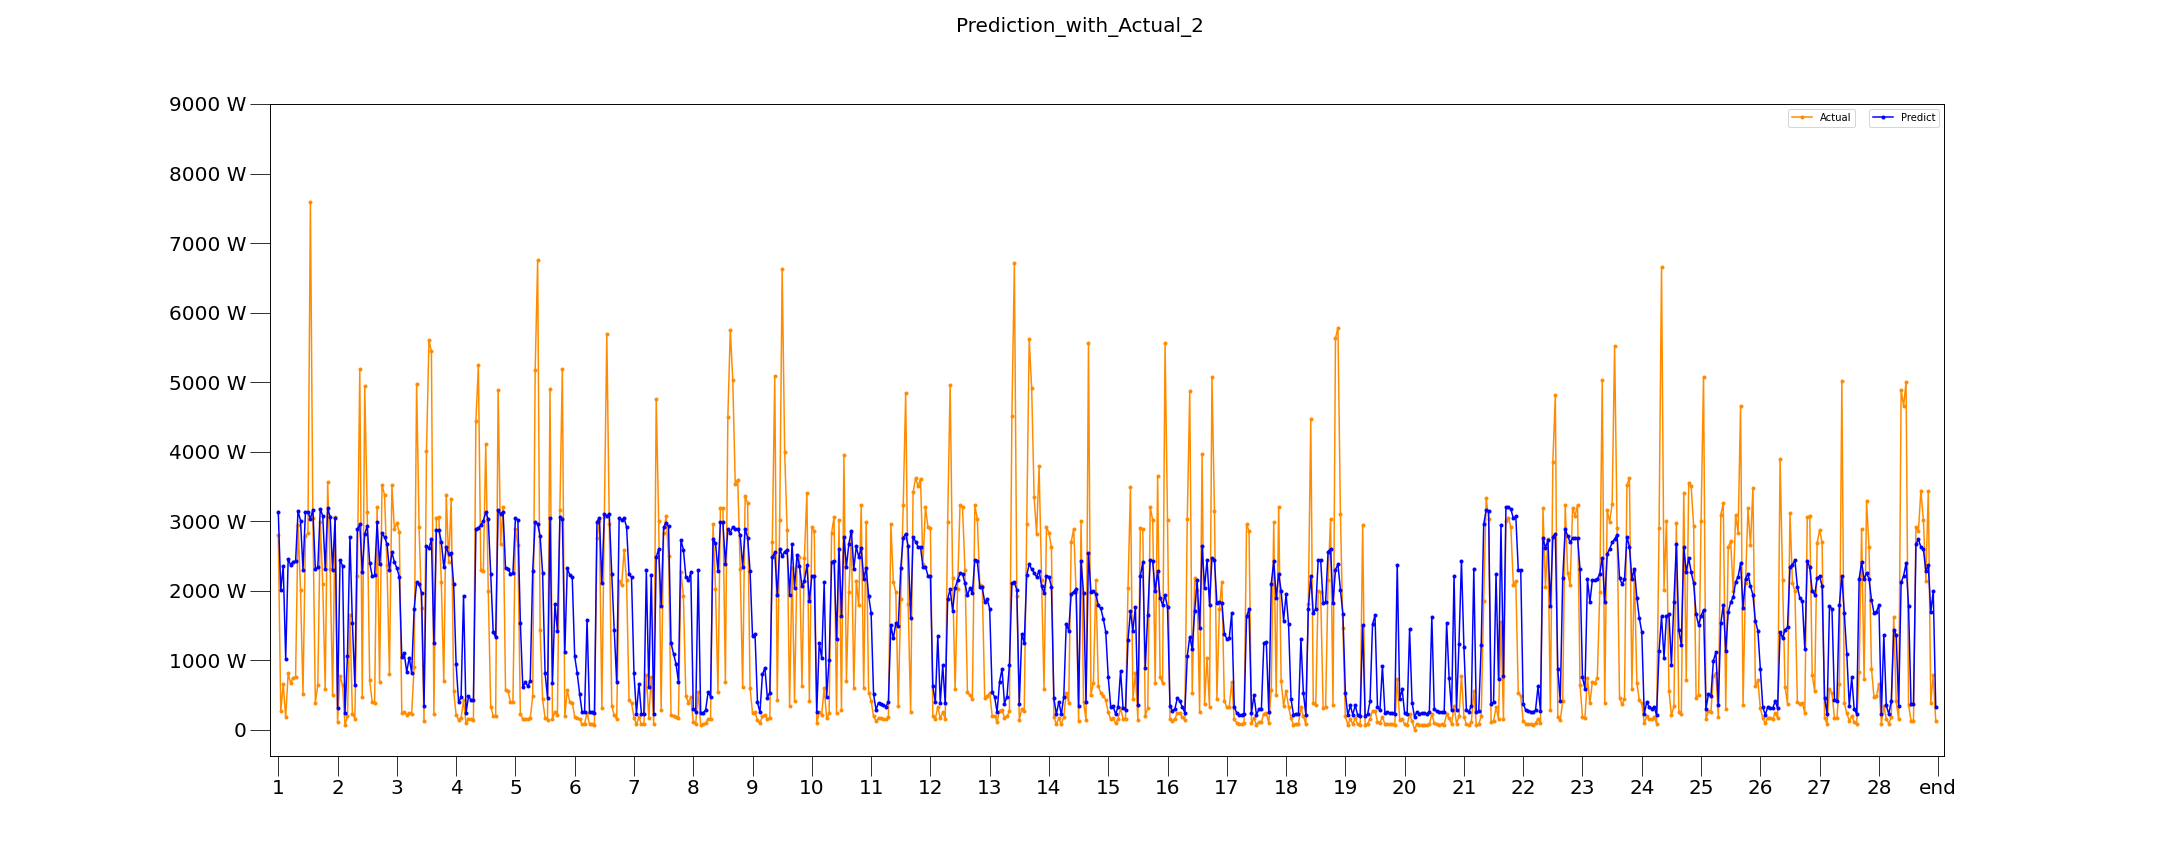 Prediction_with_Actual_2
9000 W
8000 W
7000 W
6000 W
5000 W
4000 W
3000 W
2000 W
1000 W
0
Actual Predict
1 2 3 4 5 6 7 8 9 10 11 12 13 14 15 16 17 18 19 20 21 22 23 24 25 26 27 28 end